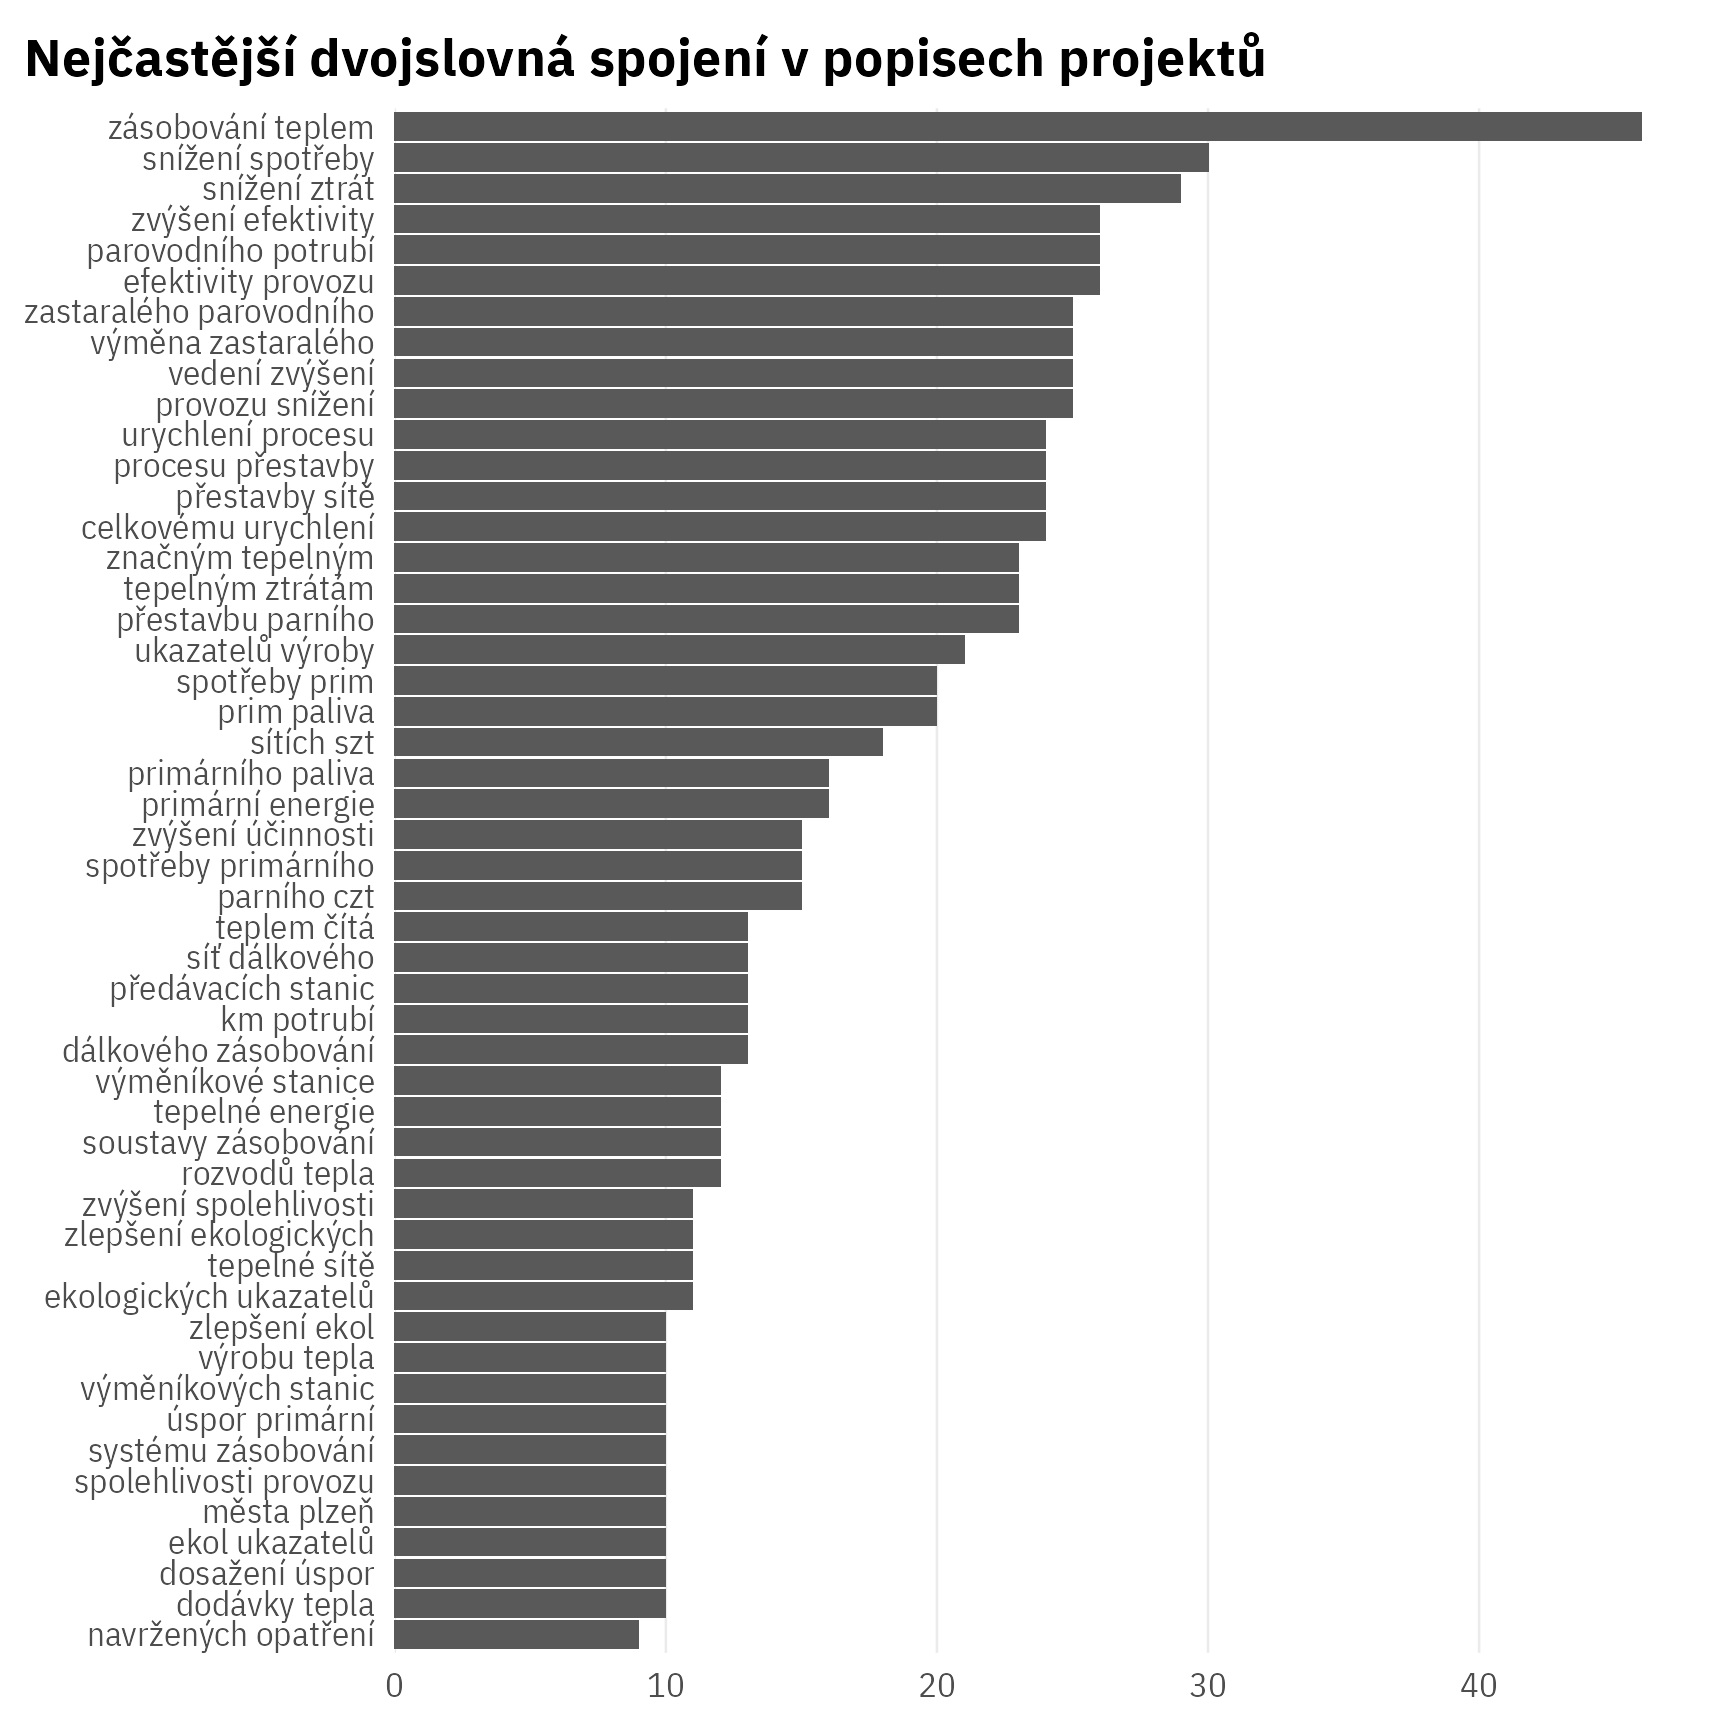 Nejčastější dvojslovná spojení v popisech projektů
zásobování teplem
snížení spotřeby
snížení ztrát
zvýšení efektivity
parovodního potrubí
efektivity provozu
zastaralého parovodního
výměna zastaralého
vedení zvýšení
provozu snížení
urychlení procesu
procesu přestavby
přestavby sítě
celkovému urychlení
značným tepelným
tepelným ztrátám
přestavbu parního
ukazatelů výroby
spotřeby prim
prim paliva
sítích szt
primárního paliva
primární energie
zvýšení účinnosti
spotřeby primárního
parního czt
teplem čítá
síť dálkového
předávacích stanic
km potrubí
dálkového zásobování
výměníkové stanice
tepelné energie
soustavy zásobování
rozvodů tepla
zvýšení spolehlivosti
zlepšení ekologických
tepelné sítě
ekologických ukazatelů
zlepšení ekol
výrobu tepla
výměníkových stanic
úspor primární
systému zásobování
spolehlivosti provozu
města plzeň
ekol ukazatelů
dosažení úspor
dodávky tepla
navržených opatření
0 10 20 30 40